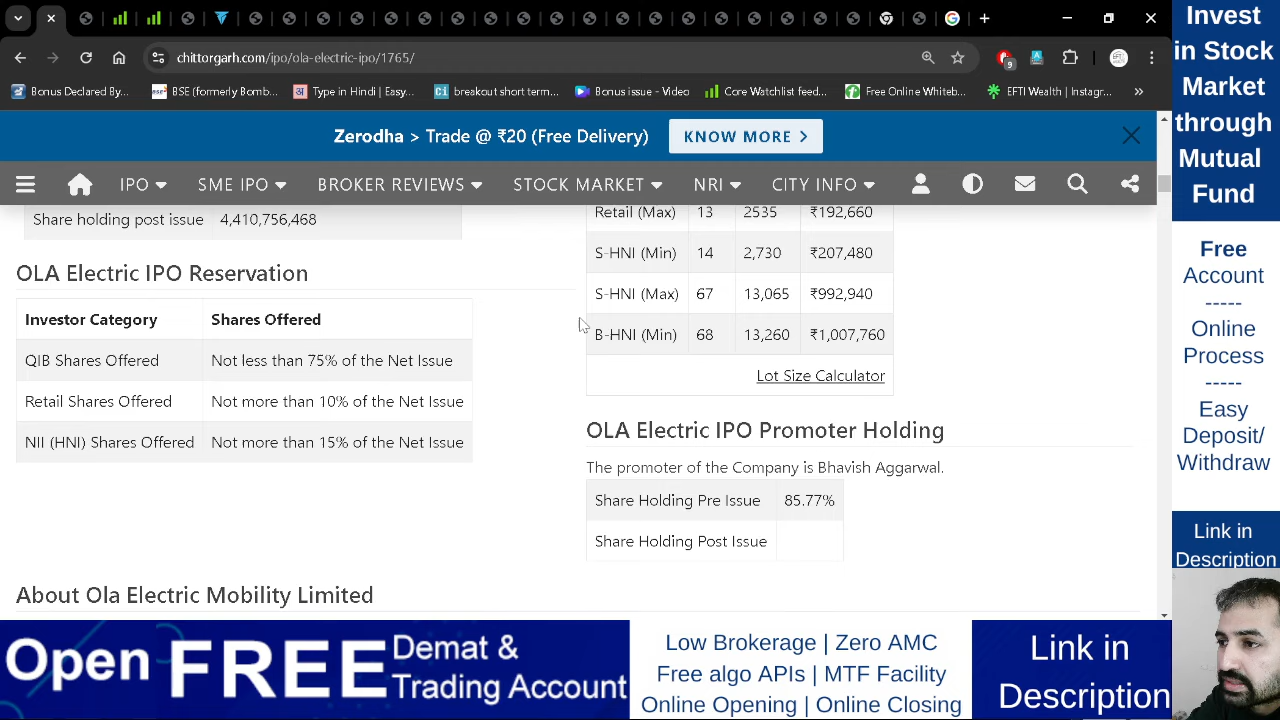 chittorgarh.com/ipo/ola-electric-ipo/1765/
9
Bonus Declared By...
BSE (formerly Bomb...
Type in Hindi | Easy...
breakout short term...
Bonus issue - Video
Core Watchlist feed...
Free Online Whiteb...
EFTI Wealth | Instagr...
Zerodha > Trade @ ₹20 (Free Delivery)
KNOW MORE
IPO
SME IPO
BROKER REVIEWS
STOCK MARKET
NRI
CITY INFO
Share holding post issue 4,410,756,468
OLA Electric IPO Reservation
Investor Category Shares Offered
QIB Shares Offered Not less than 75% of the Net Issue
Retail Shares Offered Not more than 10% of the Net Issue
NII (HNI) Shares Offered Not more than 15% of the Net Issue
Retail (Max) 13 2535 ₹192,660
S-HNI (Min) 14 2,730 ₹207,480
S-HNI (Max) 67 13,065 ₹992,940
B-HNI (Min) 68 13,260 ₹1,007,760
Lot Size Calculator
OLA Electric IPO Promoter Holding
The promoter of the Company is Bhavish Aggarwal.
Share Holding Pre Issue 85.77%
Share Holding Post Issue
About Ola Electric Mobility Limited
Invest
in Stock
Market
through
Mutual
Fund
Free
Account
-----
Online
Process
-----
Easy
Deposit/
Withdraw
Link in
Description
Open FREE Demat &
Trading Account
Low Brokerage | Zero AMC
Free algo APIs | MTF Facility
Online Opening | Online Closing
Link in
Description